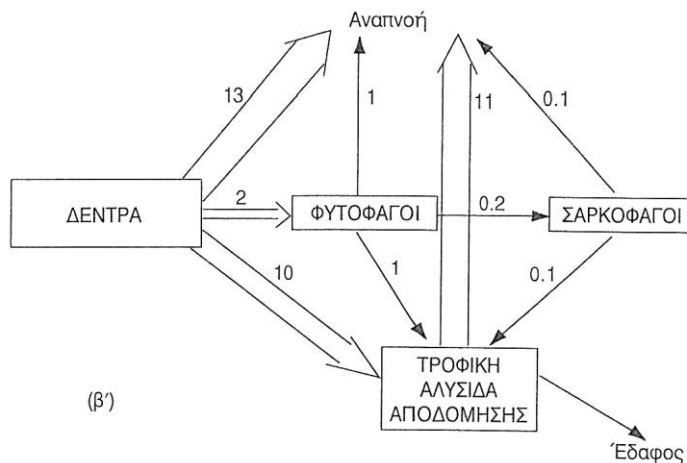 Αναπνοή
13
1
11
0.1
2
ΔΕΝΤΡΑ
ΦΥΤΟΦΑΓΟΙ
0.2
ΣΑΡΚΟΦΑΓΟΙ
10
1
0.1
ΤΡΟΦΙΚΗ
ΑΛΥΣΙΔΑ
ΑΠΟΔΟΜΗΣΗΣ
(β')
Έδαφος